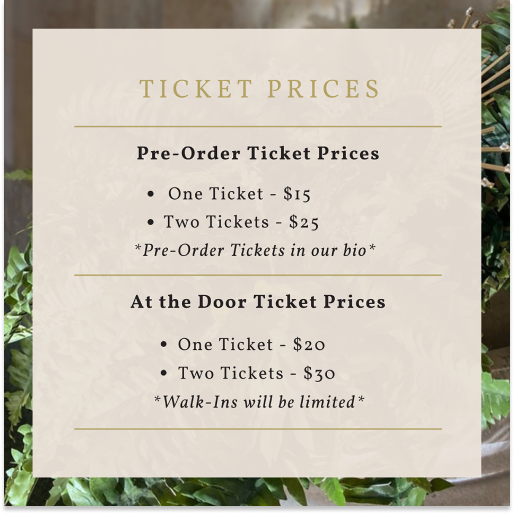 TICKET PRICES
Pre-Order Ticket Prices
• One Ticket - $15
• Two Tickets - $25
*Pre-Order Tickets in our bio*
At the Door Ticket Prices
• One Ticket - $20
• Two Tickets - $30
*Walk-Ins will be limited*